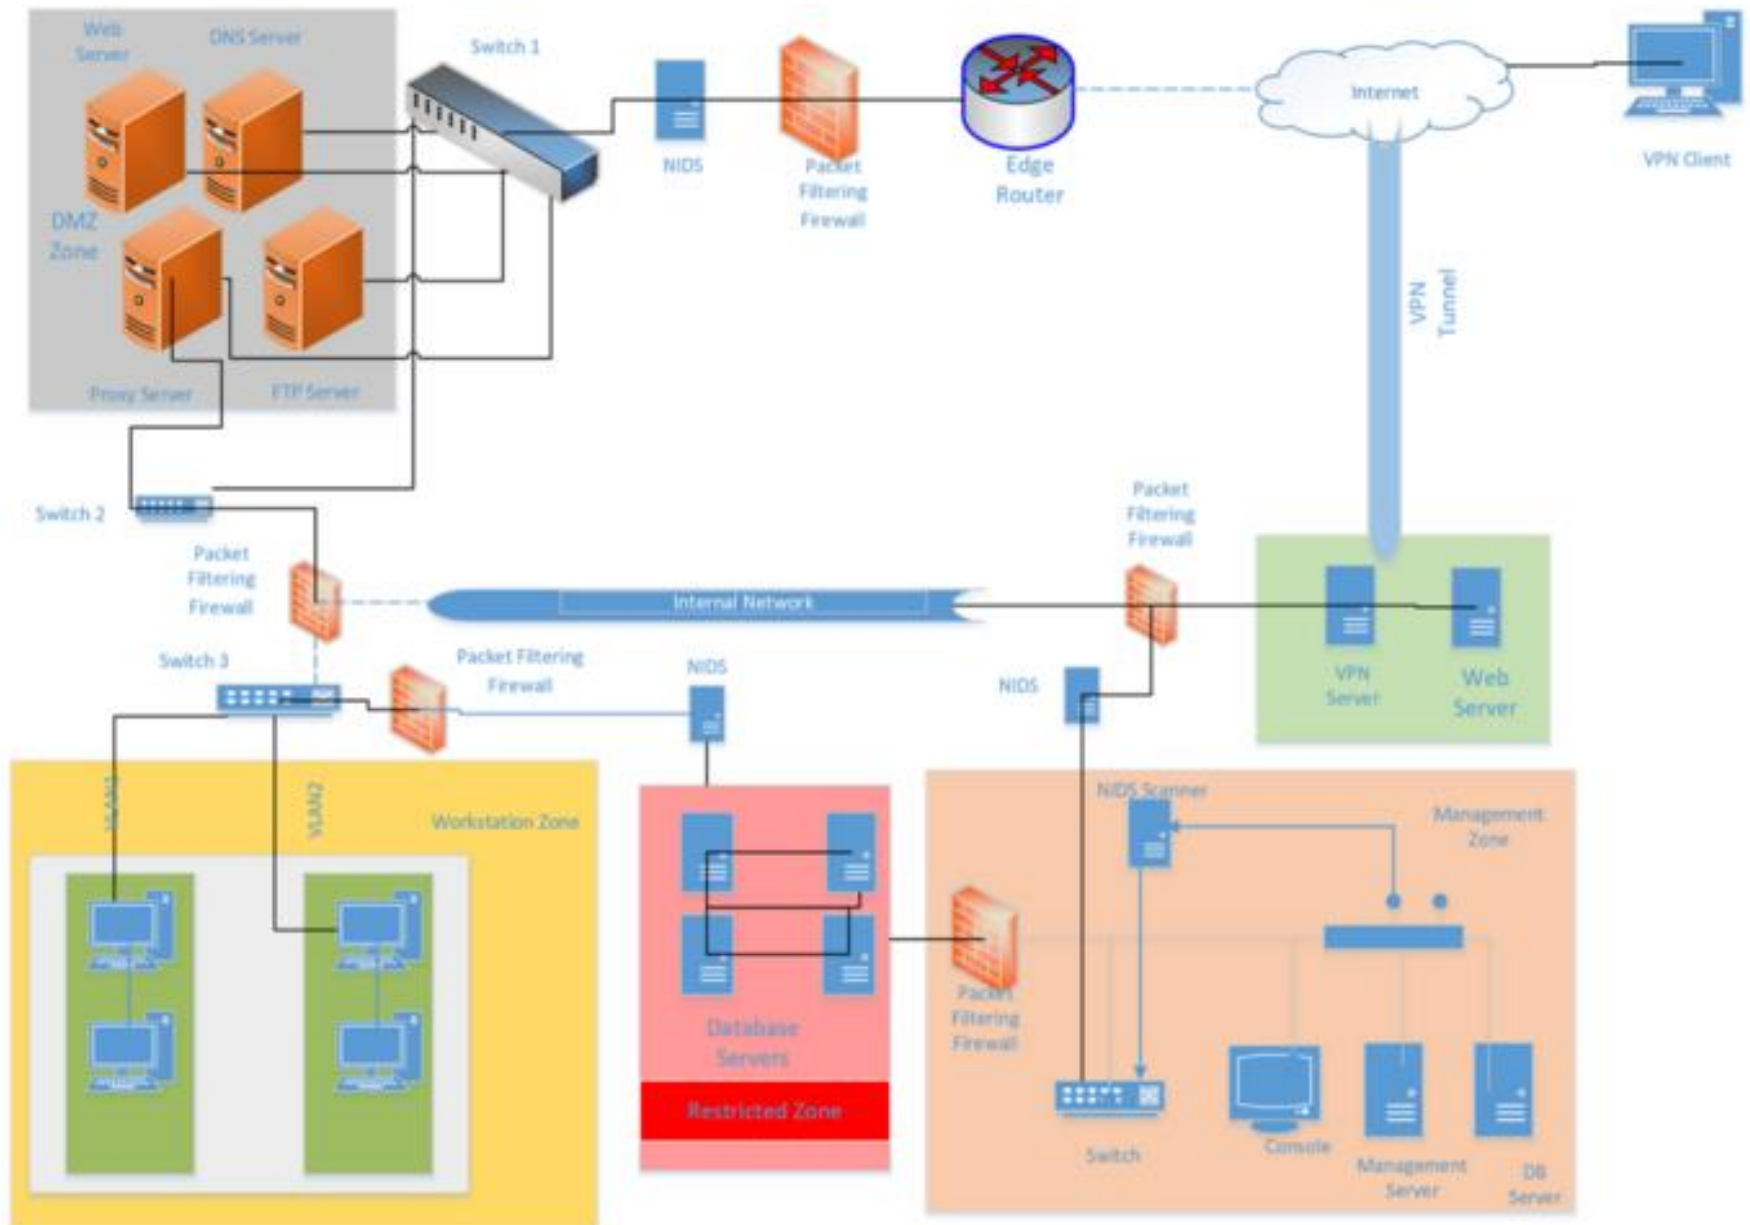 Web
Server
DNS Server
Switch 1
NIDS
Packet
Filtering
Firewall
Edge
Router
Internet
VPN Client
DMZ
Zone
Proxy Server
FTP Server
VPN
Tunnel
Switch 2
Packet
Filtering
Firewall
Internal Network
Packet
Filtering
Firewall
Switch 3
Packet Filtering
Firewall
NIDS
NIDS
VPN
Server
Web
Server
VLAN2
Workstation Zone
NIDS Scanner
Management
Zone
Packet
Filtering
Firewall
Database
Servers
Restricted Zone
Switch
Console
Management
Server
DB
Server